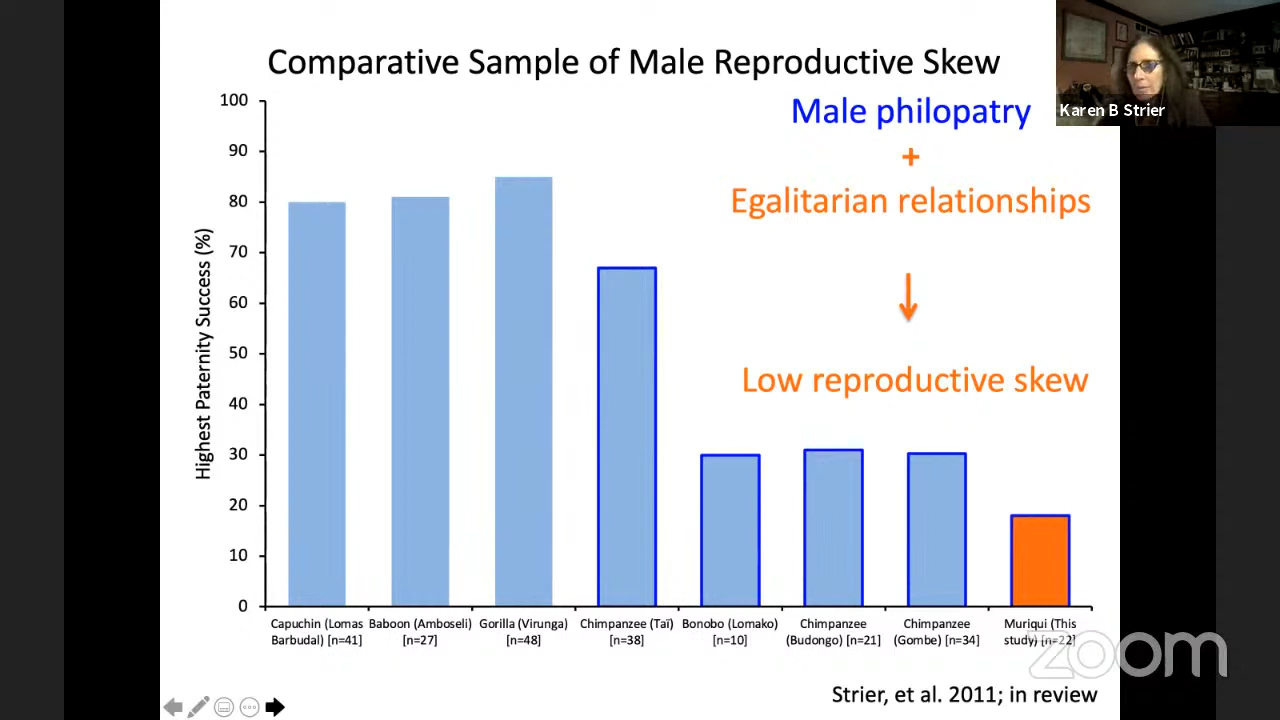 Comparative Sample of Male Reproductive Skew
Karen B Strier
Male philopatry
+
Egalitarian relationships
Low reproductive skew
Highest Paternity Success (%)
100
90
80
70
60
50
40
30
20
10
0
Capuchin (Lomas
Barbudal) [n=41]
Baboon (Amboseli)
[n=27]
Gorilla (Virunga)
[n=48]
Chimpanzee (Taï)
[n=38]
Bonobo (Lomako)
[n=10]
Chimpanzee
(Budongo) [n=21]
Chimpanzee
(Gombe) [n=34]
Muriqui (This
study) [n=22]
zoom
Strier, et al. 2011; in review